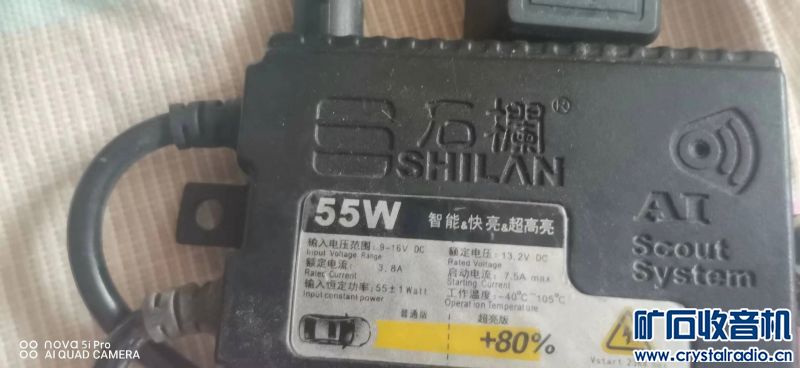 石襕®
SHILAN
AI
Scout
System
55W 智能&快亮&超高亮
输入电压范围:9-16V DC 额定电压:13.2V DC
Input Voltage Range Rated Voltage
额定电流: 3.8A 启动电流: 7.5A max
Rated Current Starting Current
输入恒定功率:55±1Watt 工作温度: -40℃~105℃
Input constant power Operation Temperature
普通版 超亮版
+80%
Vstart
nova 5i Pro
AI QUAD CAMERA
矿石收音机
www.crystalradio.cn